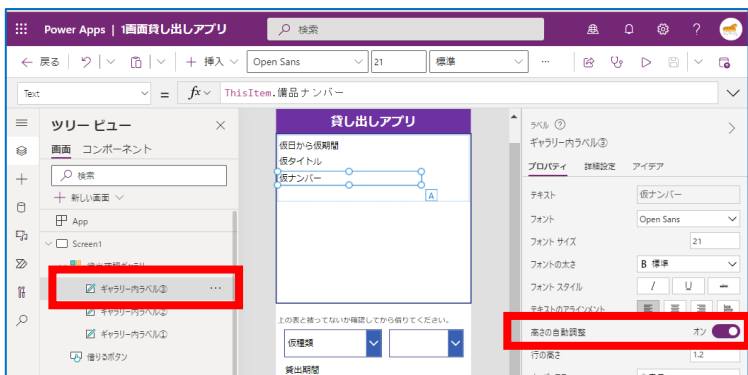 Power Apps | 1画面貸し出しアプリ 検索 ?
戻る 挿入 Open Sans 21 標準 ...
Text = fx ThisItem.備品ナンバー
ツリー ビュー
画面 コンポーネント
検索
新しい画面
App
Screen1
ギャラリー内ラベル③ ...
ギャラリー内ラベル②
ギャラリー内ラベル①
借りるボタン
貸し出しアプリ
仮日から仮期間
仮タイトル
仮ナンバー
A
上の表と被ってないか確認してから借りてください。
仮種類
貸出期間
ラベル ?
ギャラリー内ラベル③
プロパティ 詳細設定 アイデア
テキスト 仮ナンバー
フォント Open Sans
フォント サイズ 21
フォントの太さ B 標準
フォント スタイル / U abc
テキストのアラインメント
高さの自動調整 オン
行の高さ 1.2